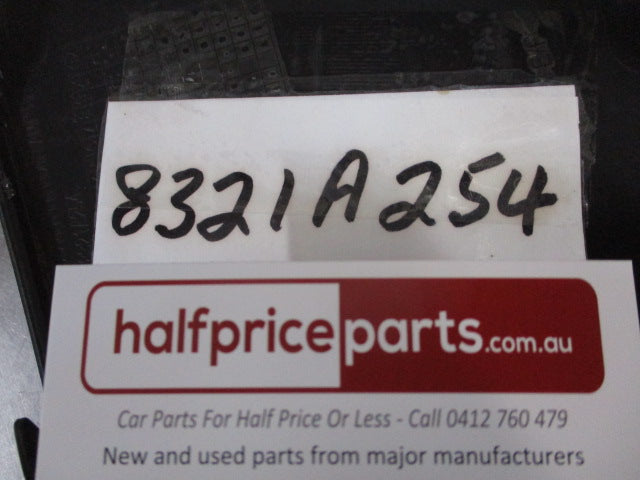 8321A254
halfpriceparts.com.au
Car Parts For Half Price Or Less - Call 0412 760 479
New and used parts from major manufacturers